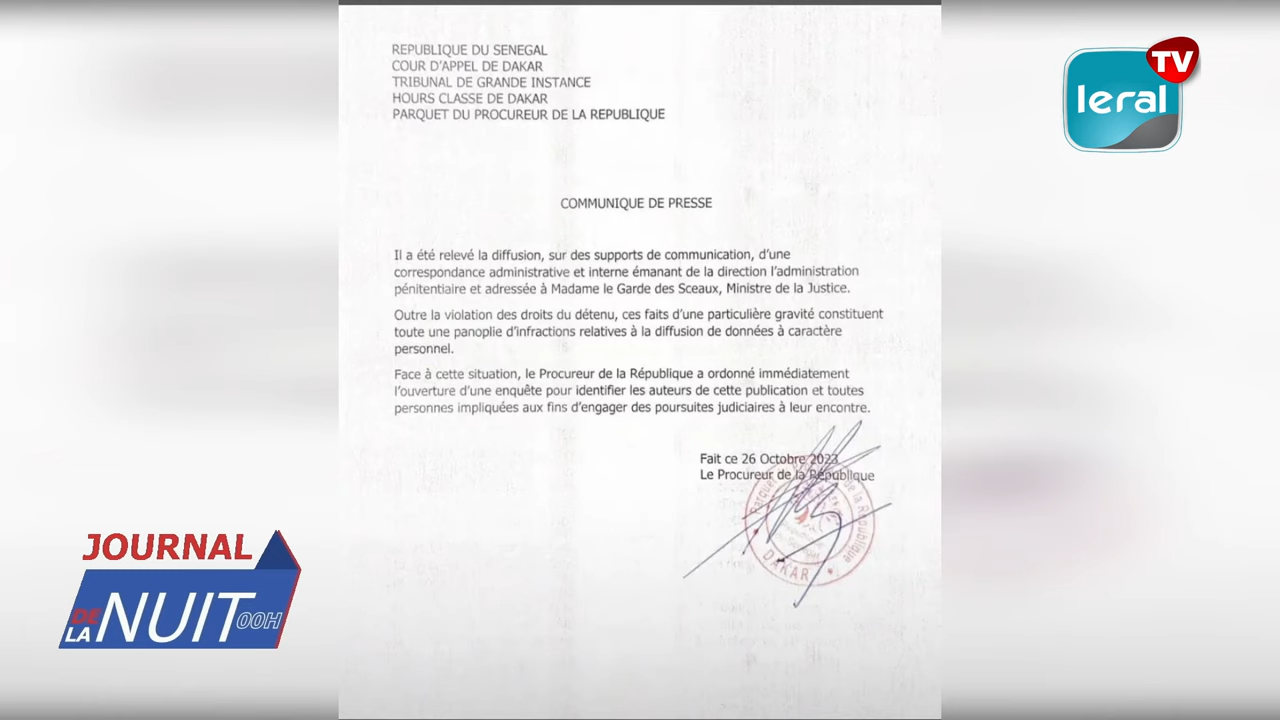 REPUBLIQUE DU SENEGAL
COUR D'APPEL DE DAKAR
TRIBUNAL DE GRANDE INSTANCE
HOURS CLASSE DE DAKAR
PARQUET DU PROCUREUR DE LA REPUBLIQUE
COMMUNIQUE DE PRESSE
Il a été relevé la diffusion, sur des supports de communication, d'une
correspondance administrative et interne émanant de la direction l'administration
pénitentiaire et adressée à Madame le Garde des Sceaux, Ministre de la Justice.
Outre la violation des droits du détenu, ces faits d'une particulière gravité constituent
toute une panoplie d'infractions relatives à la diffusion de données à caractère
personnel.
Face à cette situation, le Procureur de la République a ordonné immédiatement
l'ouverture d'une enquête pour identifier les auteurs de cette publication et toutes
personnes impliquées aux fins d'engager des poursuites judiciaires à leur encontre.
Fait ce 26 Octobre 2023
Le Procureur de la République
de la République
DAKAR
leral TV
JOURNAL
DE LA NUIT 00H